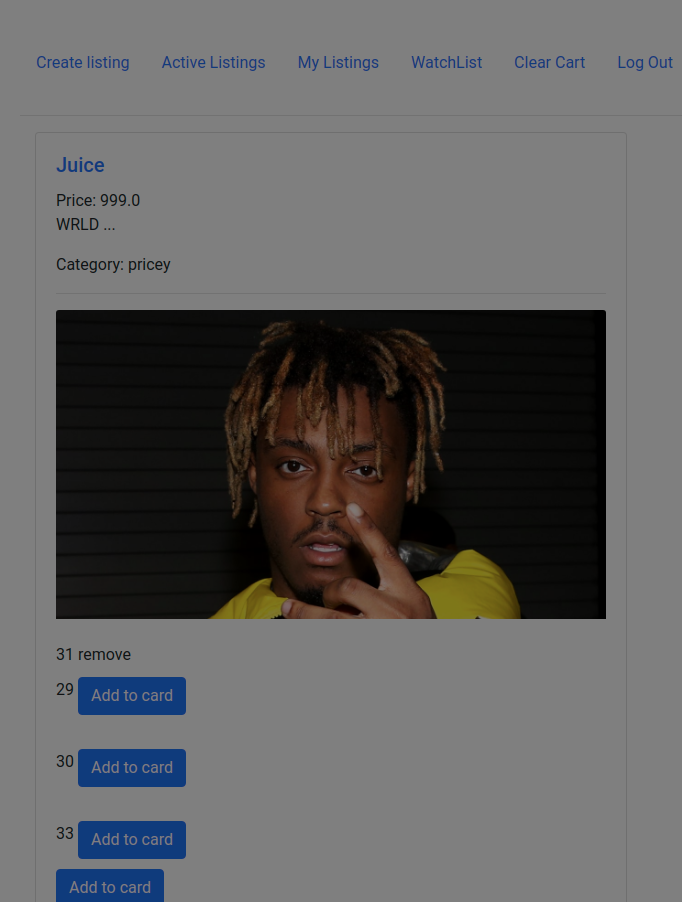 Create listing Active Listings My Listings WatchList Clear Cart Log Out
Juice
Price: 999.0
WRLD ...
Category: pricey
31 remove
29 Add to card
30 Add to card
33 Add to card
Add to card